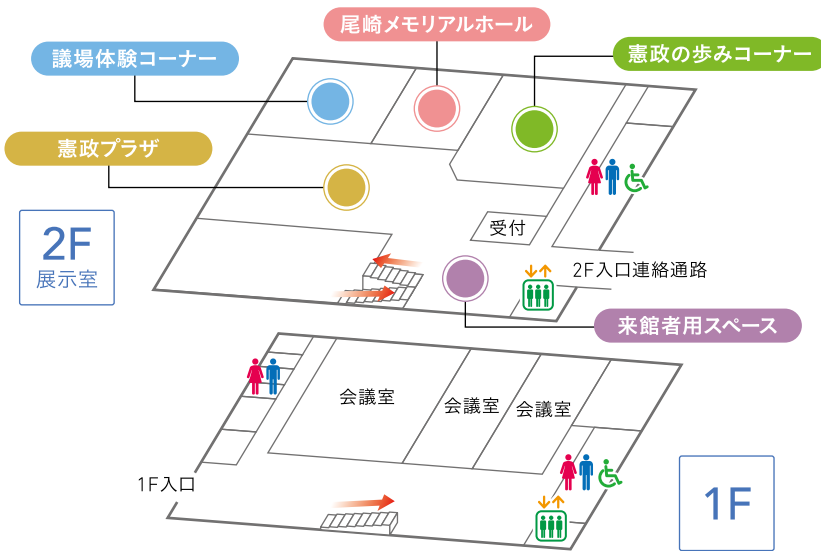 尾崎メモリアルホール
議場体験コーナー
憲政の歩みコーナー
憲政プラザ
2F
展示室
受付
2F入口連絡通路
来館者用スペース
会議室
会議室
会議室
1F入口
1F